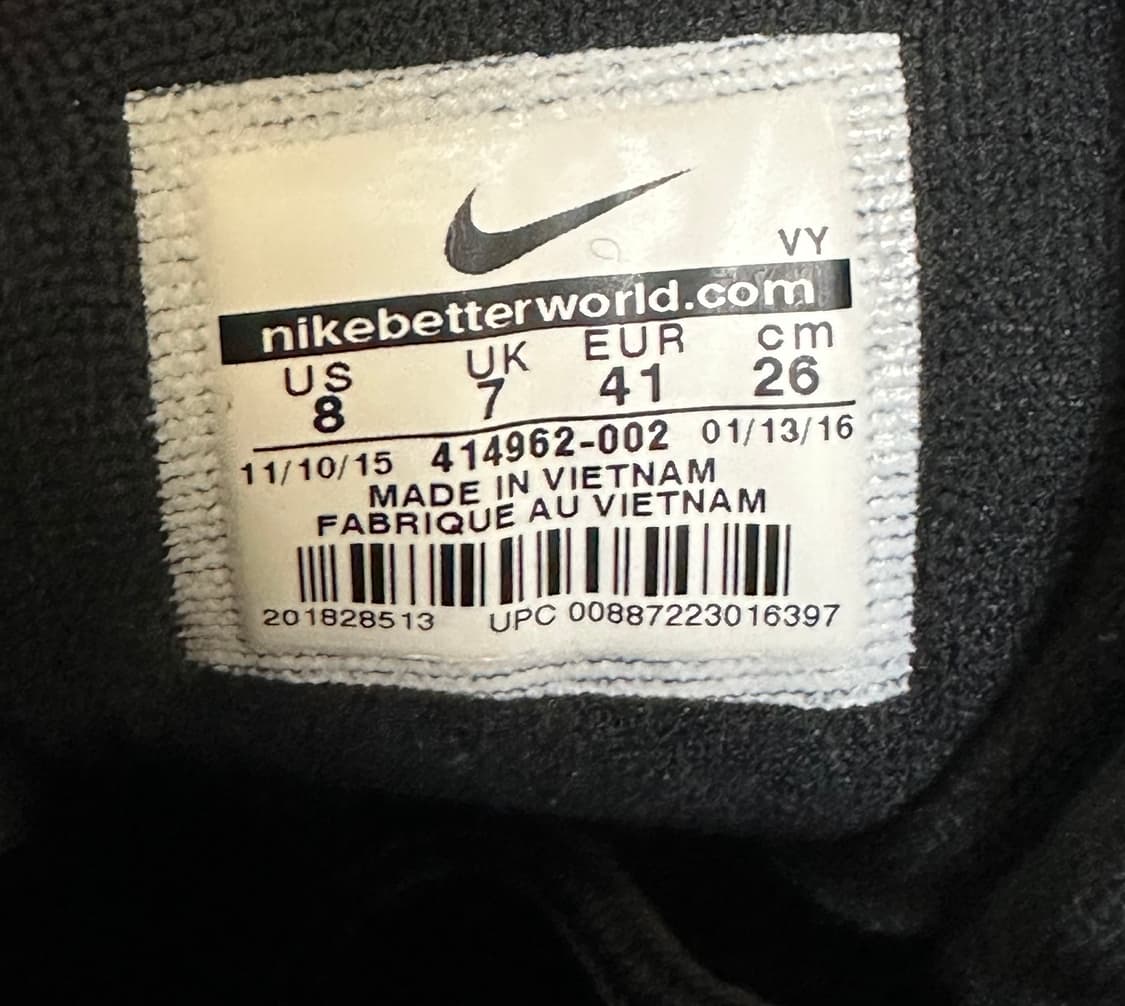 VY
nikebetterworld.com
US UK EUR cm
8 7 41 26
11/10/15 414962-002 01/13/16
MADE IN VIETNAM
FABRIQUE AU VIETNAM
201828513 UPC 00887223016397